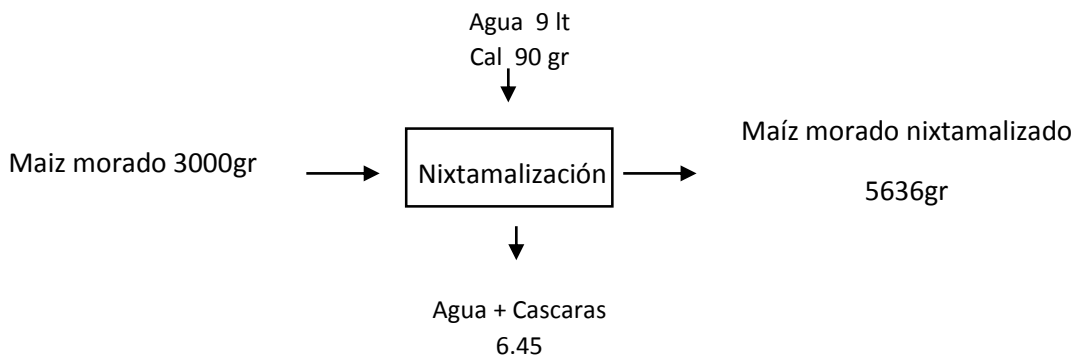 Agua 9 lt
Cal 90 gr
Maiz morado 3000gr
Nixtamalización
Maíz morado nixtamalizado
5636gr
Agua + Cascaras
6.45